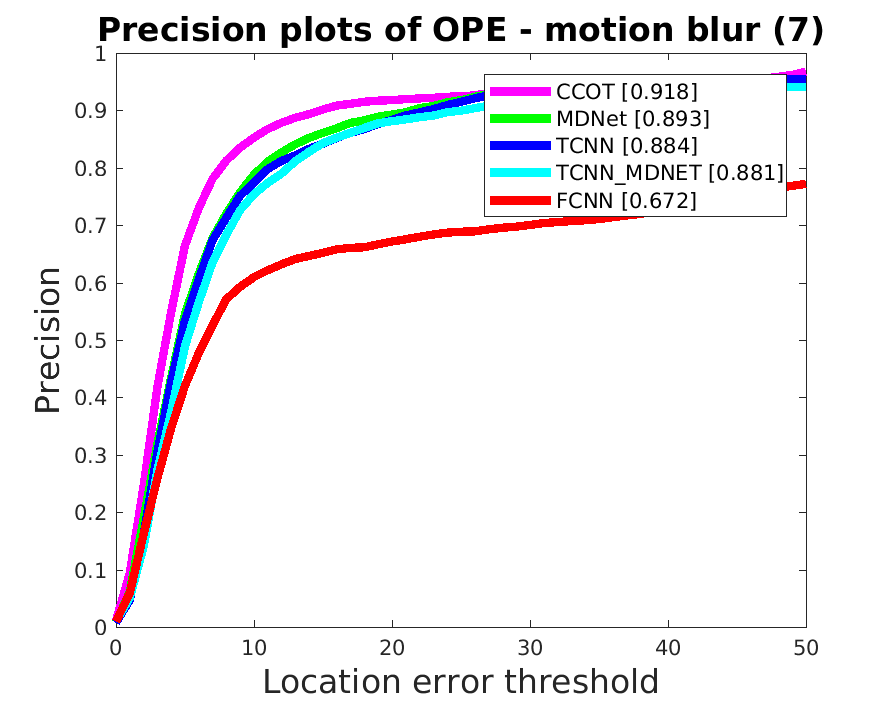 Precision plots of OPE - motion blur (7)
1
0.9
0.8
0.7
0.6
0.5
0.4
0.3
0.2
0.1
0
Precision
CCOT [0.918]
MDNet [0.893]
TCNN [0.884]
TCNN_MDNET [0.881]
FCNN [0.672]
0 10 20 30 40 50
Location error threshold